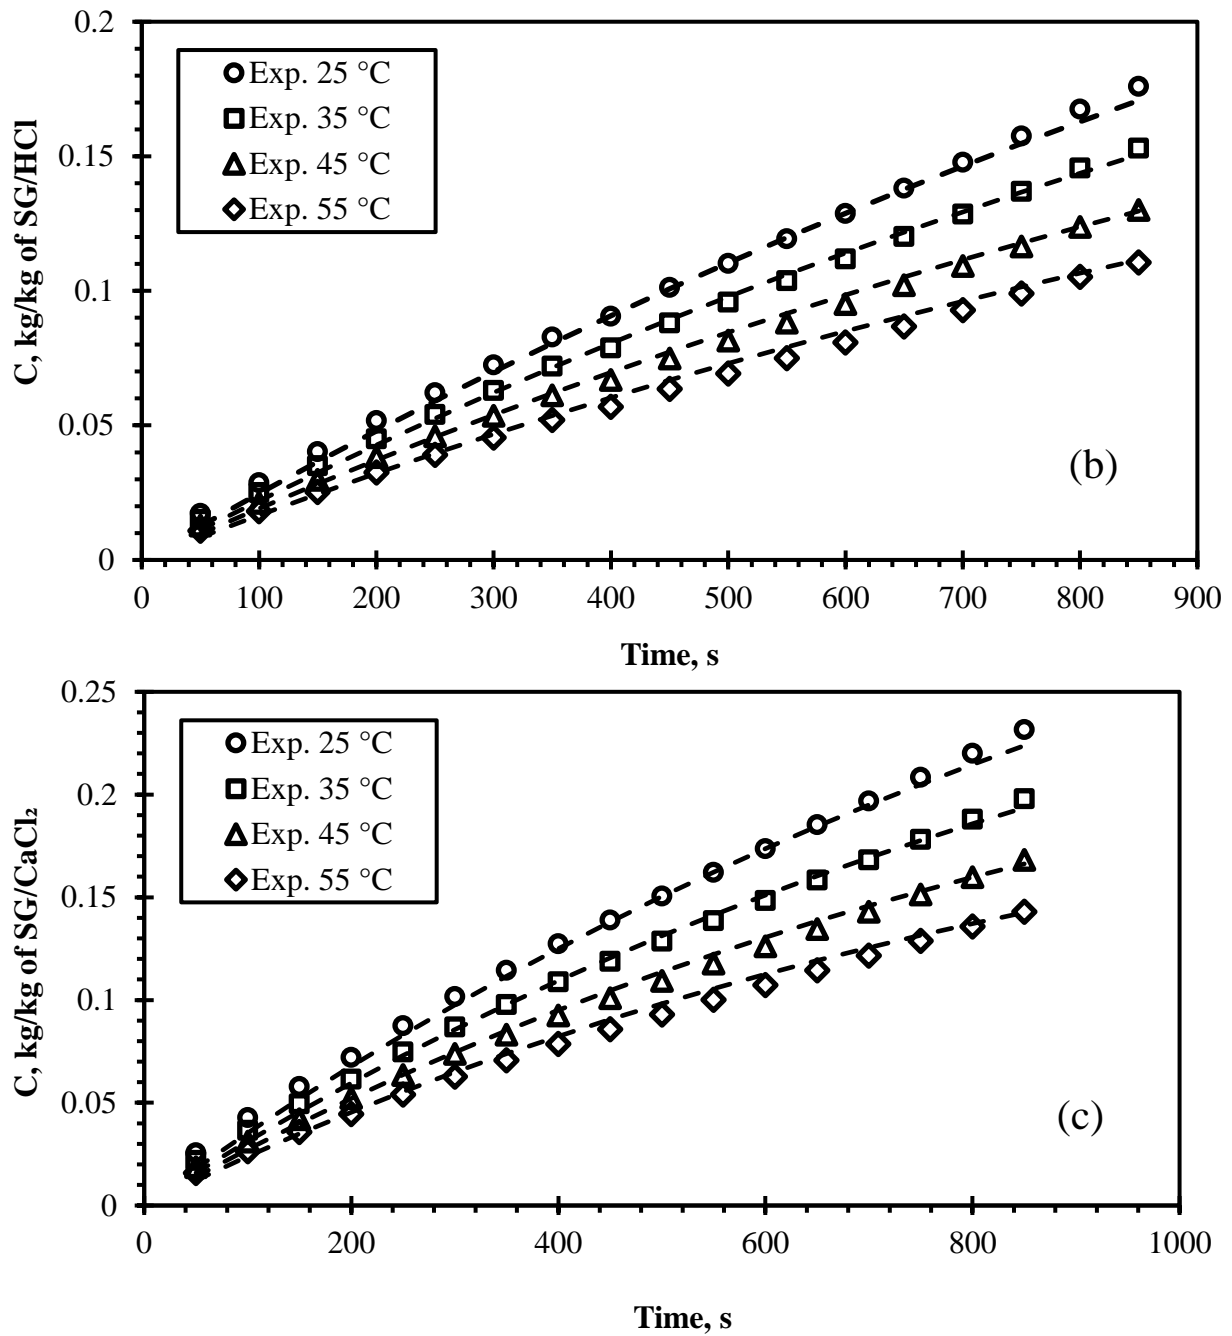 0.2
0.15
0.1
0.05
0
C, kg/kg of SG/HCl
Exp. 25 °C
Exp. 35 °C
Exp. 45 °C
Exp. 55 °C
(b)
0 100 200 300 400 500 600 700 800 900
Time, s
0.25
0.2
0.15
0.1
0.05
0
C, kg/kg of SG/CaCl₂
Exp. 25 °C
Exp. 35 °C
Exp. 45 °C
Exp. 55 °C
(c)
0 200 400 600 800 1000
Time, s